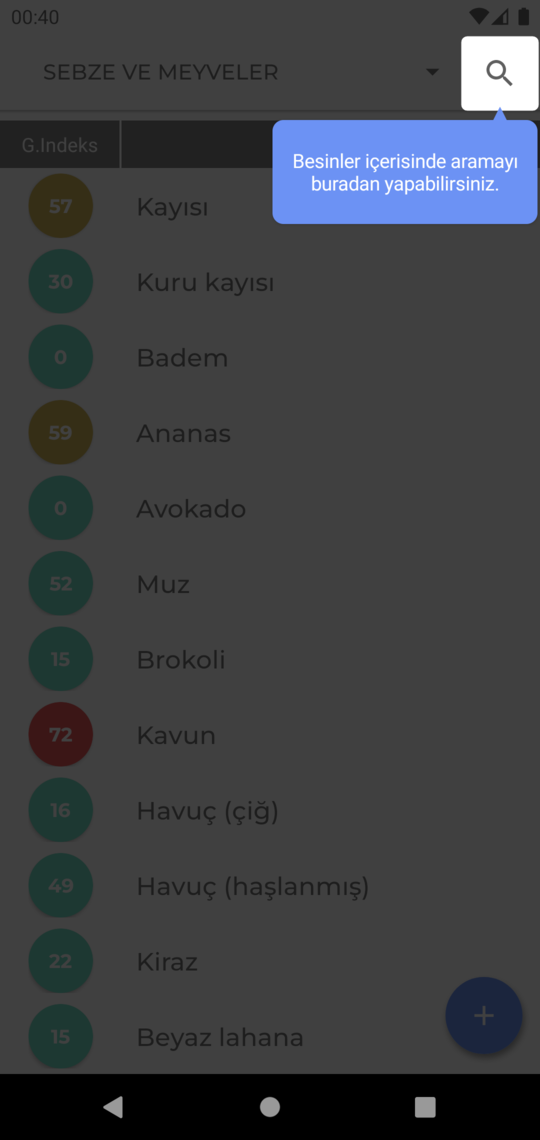 00:40
SEBZE VE MEYVELER
Besinler içerisinde aramayı
buradan yapabilirsiniz.
G.Indeks
57 Kayısı
30 Kuru kayısı
0 Badem
59 Ananas
0 Avokado
52 Muz
15 Brokoli
72 Kavun
16 Havuç (çiğ)
49 Havuç (haşlanmış)
22 Kiraz
15 Beyaz lahana